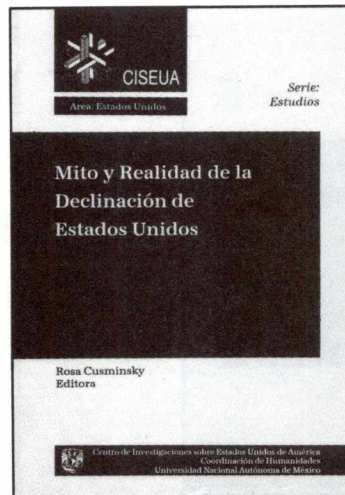 CISEUA
Area: Estados Unidos
Serie:
Estudios
Mito y Realidad de la
Declinación de
Estados Unidos
Rosa Cusminsky
Editora
Centro de Investigaciones sobre Estados Unidos de América
Coordinación de Humanidades
Universidad Nacional Autónoma de México